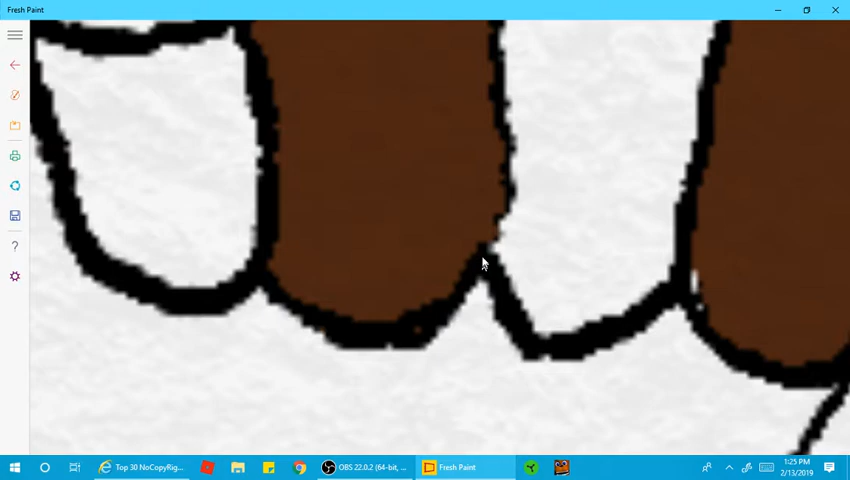 Fresh Paint
Top 30 NoCopyRig...
OBS 22.0.2 (64-bit, ...
Fresh Paint
1:25 PM
2/13/2019